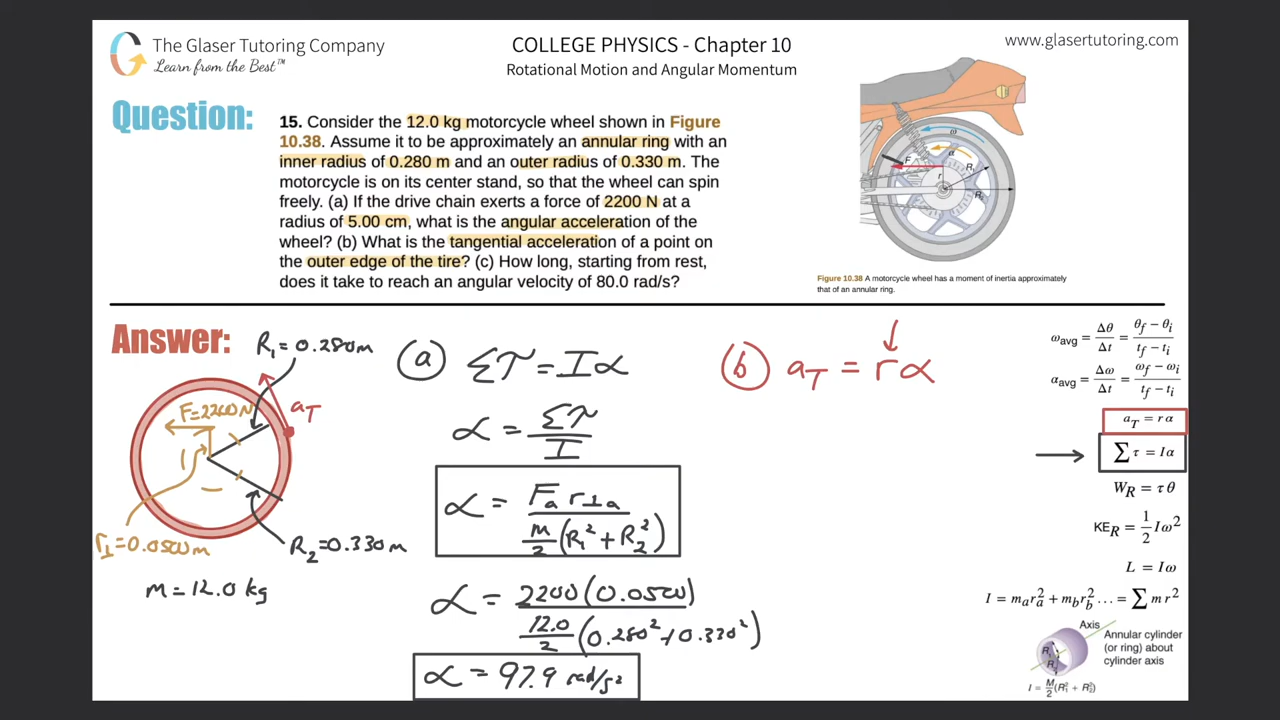 The Glaser Tutoring Company
Learn from the Best™
COLLEGE PHYSICS - Chapter 10
Rotational Motion and Angular Momentum
www.glasertutoring.com
Question:
15. Consider the 12.0 kg motorcycle wheel shown in Figure
10.38. Assume it to be approximately an annular ring with an
inner radius of 0.280 m and an outer radius of 0.330 m. The
motorcycle is on its center stand, so that the wheel can spin
freely. (a) If the drive chain exerts a force of 2200 N at a
radius of 5.00 cm, what is the angular acceleration of the
wheel? (b) What is the tangential acceleration of a point on
the outer edge of the tire? (c) How long, starting from rest,
does it take to reach an angular velocity of 80.0 rad/s?
ω
α
F
R₁
r
R₂
Figure 10.38 A motorcycle wheel has a moment of inertia approximately
that of an annular ring.
Answer:
R₁ = 0.280m
F=2200N
a_T
r⊥=0.0500m
R₂=0.330m
m=12.0 kg
(a) Στ = Iα
α = Στ / I
α = Fₐ r⊥ₐ / m/2 (R₁² + R₂²)
α = 2200(0.0500) / 12.0/2 (0.280² + 0.330²)
α = 97.9 rad/s²
(b) a_T = rα
ω_avg = Δθ/Δt = (θ_f − θ_i)/(t_f − t_i)
α_avg = Δω/Δt = (ω_f − ω_i)/(t_f − t_i)
a_T = r α
∑ τ = Iα
W_R = τθ
KE_R = 1/2 Iω²
L = Iω
I = mₐrₐ² + m_b r_b² … = ∑ m r²
Axis
Annular cylinder
(or ring) about
cylinder axis
R₁
R₂
I = M/2 (R₁² + R₂²)